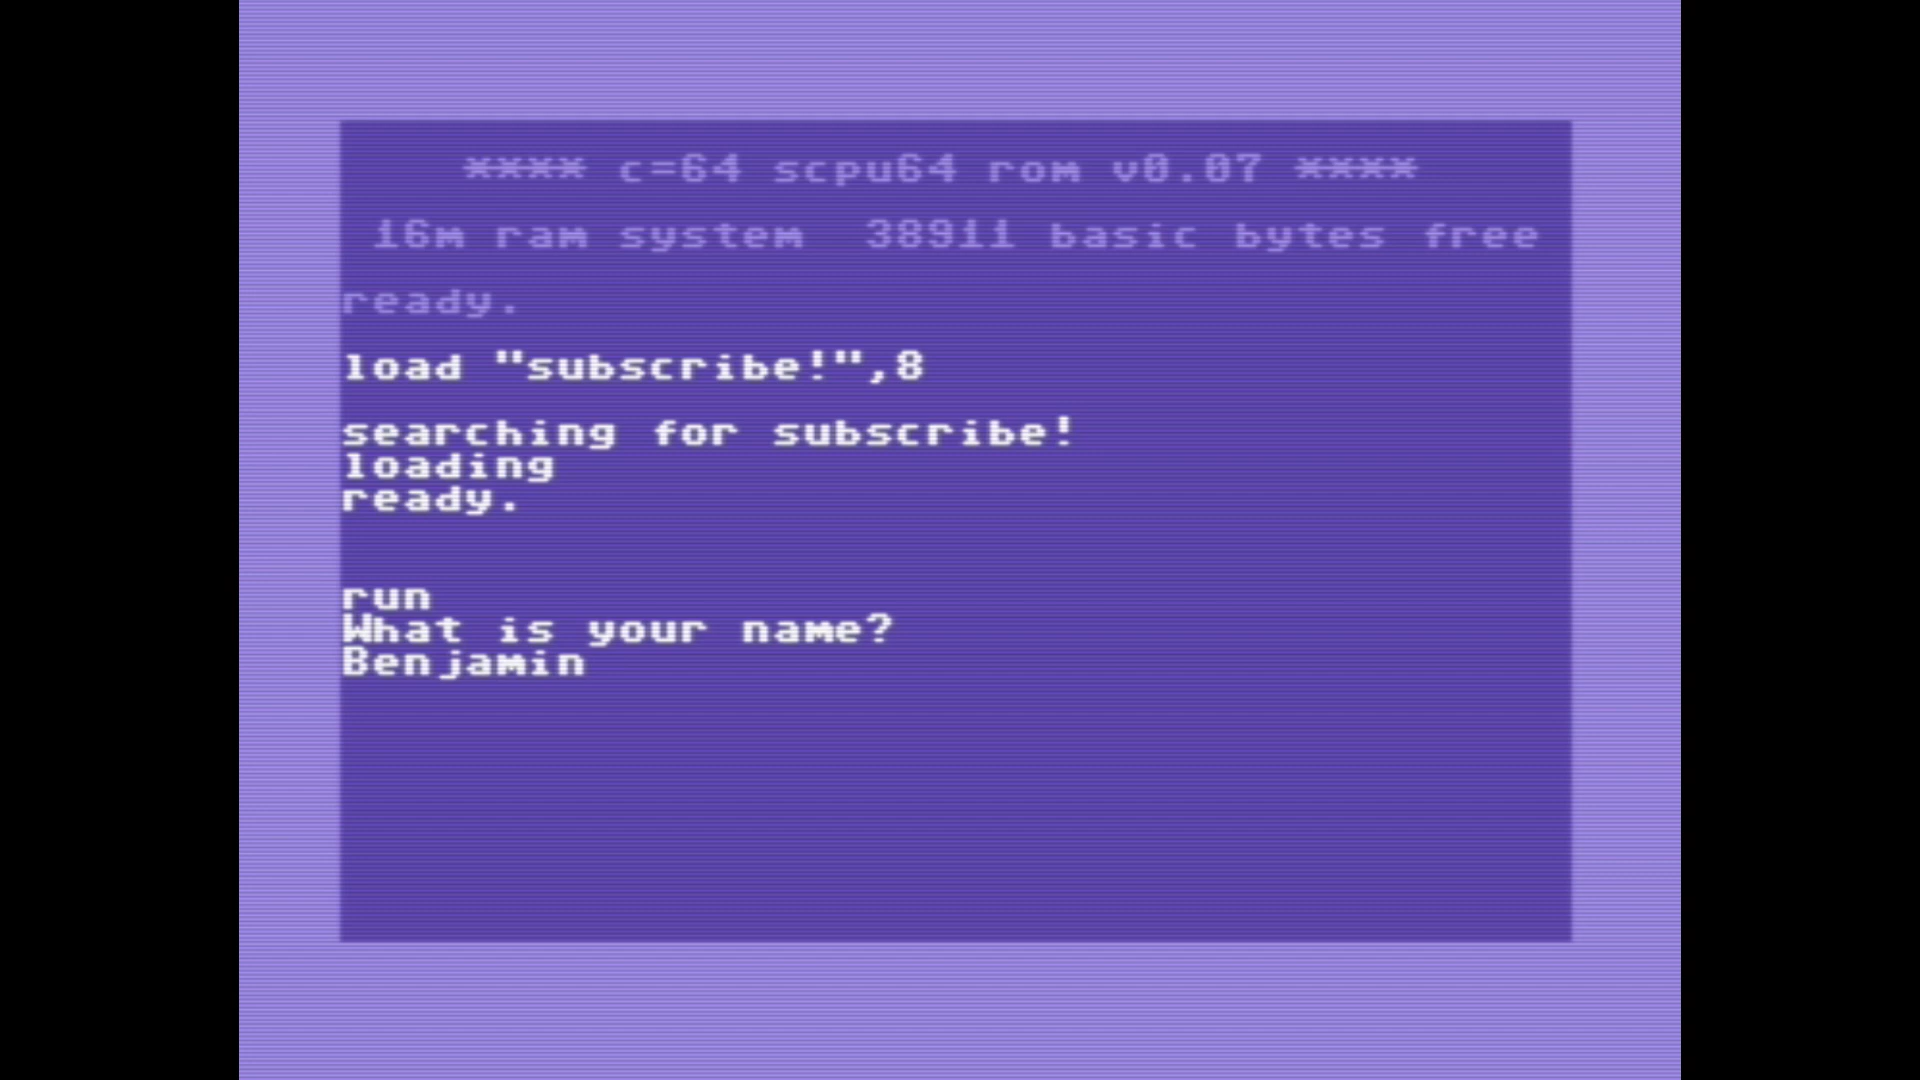 **** c=64 scpu64 rom v0.07 ****
16m ram system  38911 basic bytes free
ready.
load "subscribe!",8
searching for subscribe!
loading
ready.
run
What is your name?
Benjamin